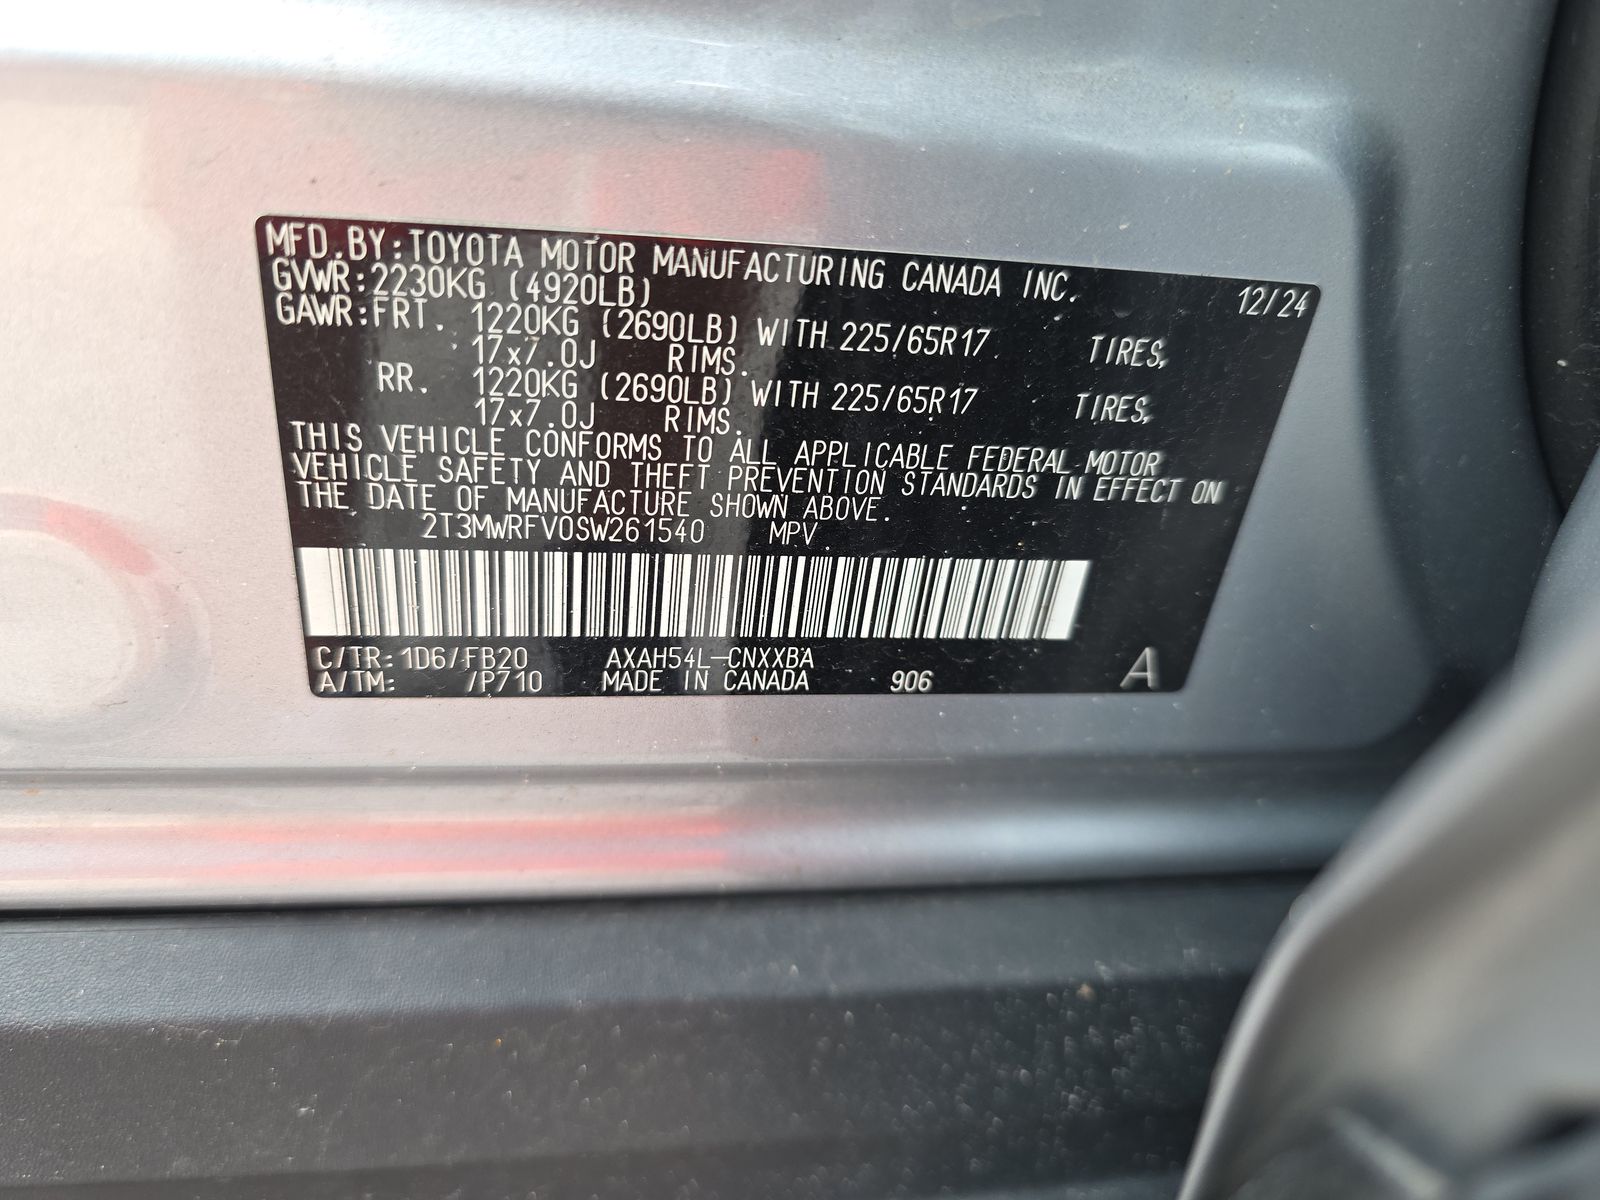 MFD.BY:TOYOTA MOTOR MANUFACTURING CANADA INC. 12/24
GVWR:2230KG (4920LB)
GAWR:FRT. 1220KG (2690LB) WITH 225/65R17 TIRES,
17x7.0J RIMS.
RR. 1220KG (2690LB) WITH 225/65R17 TIRES,
17x7.0J RIMS.
THIS VEHICLE CONFORMS TO ALL APPLICABLE FEDERAL MOTOR
VEHICLE SAFETY AND THEFT PREVENTION STANDARDS IN EFFECT ON
THE DATE OF MANUFACTURE SHOWN ABOVE.
2T3MWRFV0SW261540 MPV
C/TR:1D6/FB20 AXAH54L-CNXXBA
A/TM: /P710 MADE IN CANADA 906 A